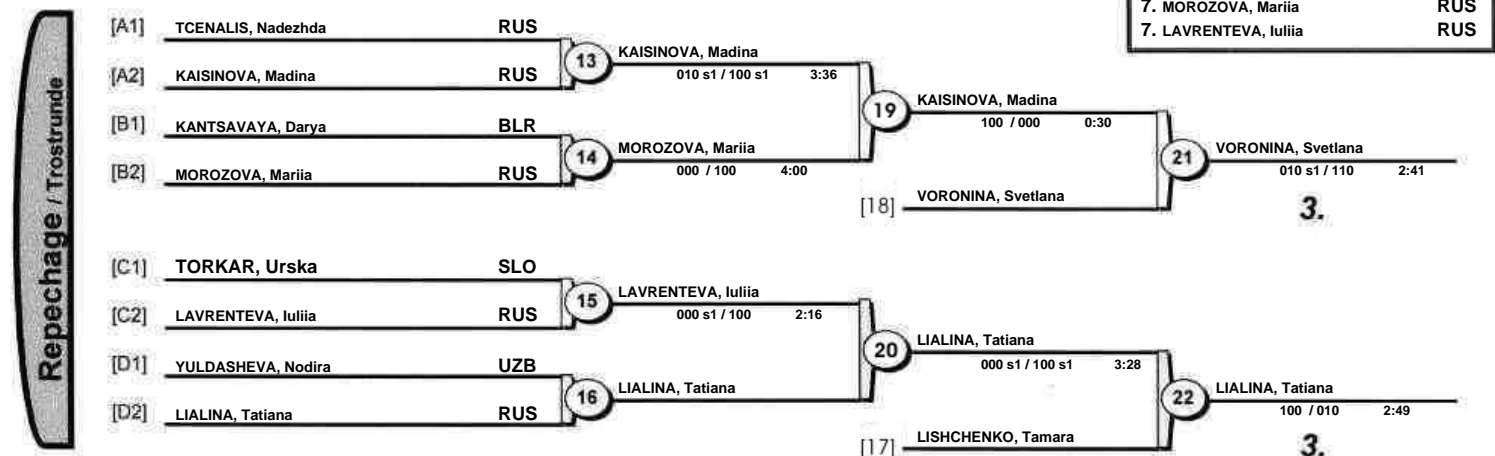 7. MOROZOVA, Mariia RUS
7. LAVRENTEVA, Iuliia RUS
Repechage / Trostrunde
[A1] TCENALIS, Nadezhda RUS
[A2] KAISINOVA, Madina RUS
[B1] KANTSAVAYA, Darya BLR
[B2] MOROZOVA, Mariia RUS
13 KAISINOVA, Madina
010 s1 / 100 s1 3:36
14 MOROZOVA, Mariia
000 / 100 4:00
19 KAISINOVA, Madina
100 / 000 0:30
[18] VORONINA, Svetlana
21 VORONINA, Svetlana
010 s1 / 110 2:41
3.
[C1] TORKAR, Urska SLO
[C2] LAVRENTEVA, Iuliia RUS
[D1] YULDASHEVA, Nodira UZB
[D2] LIALINA, Tatiana RUS
15 LAVRENTEVA, Iuliia
000 s1 / 100 2:16
16 LIALINA, Tatiana
20 LIALINA, Tatiana
000 s1 / 100 s1 3:28
[17] LISHCHENKO, Tamara
22 LIALINA, Tatiana
100 / 010 2:49
3.